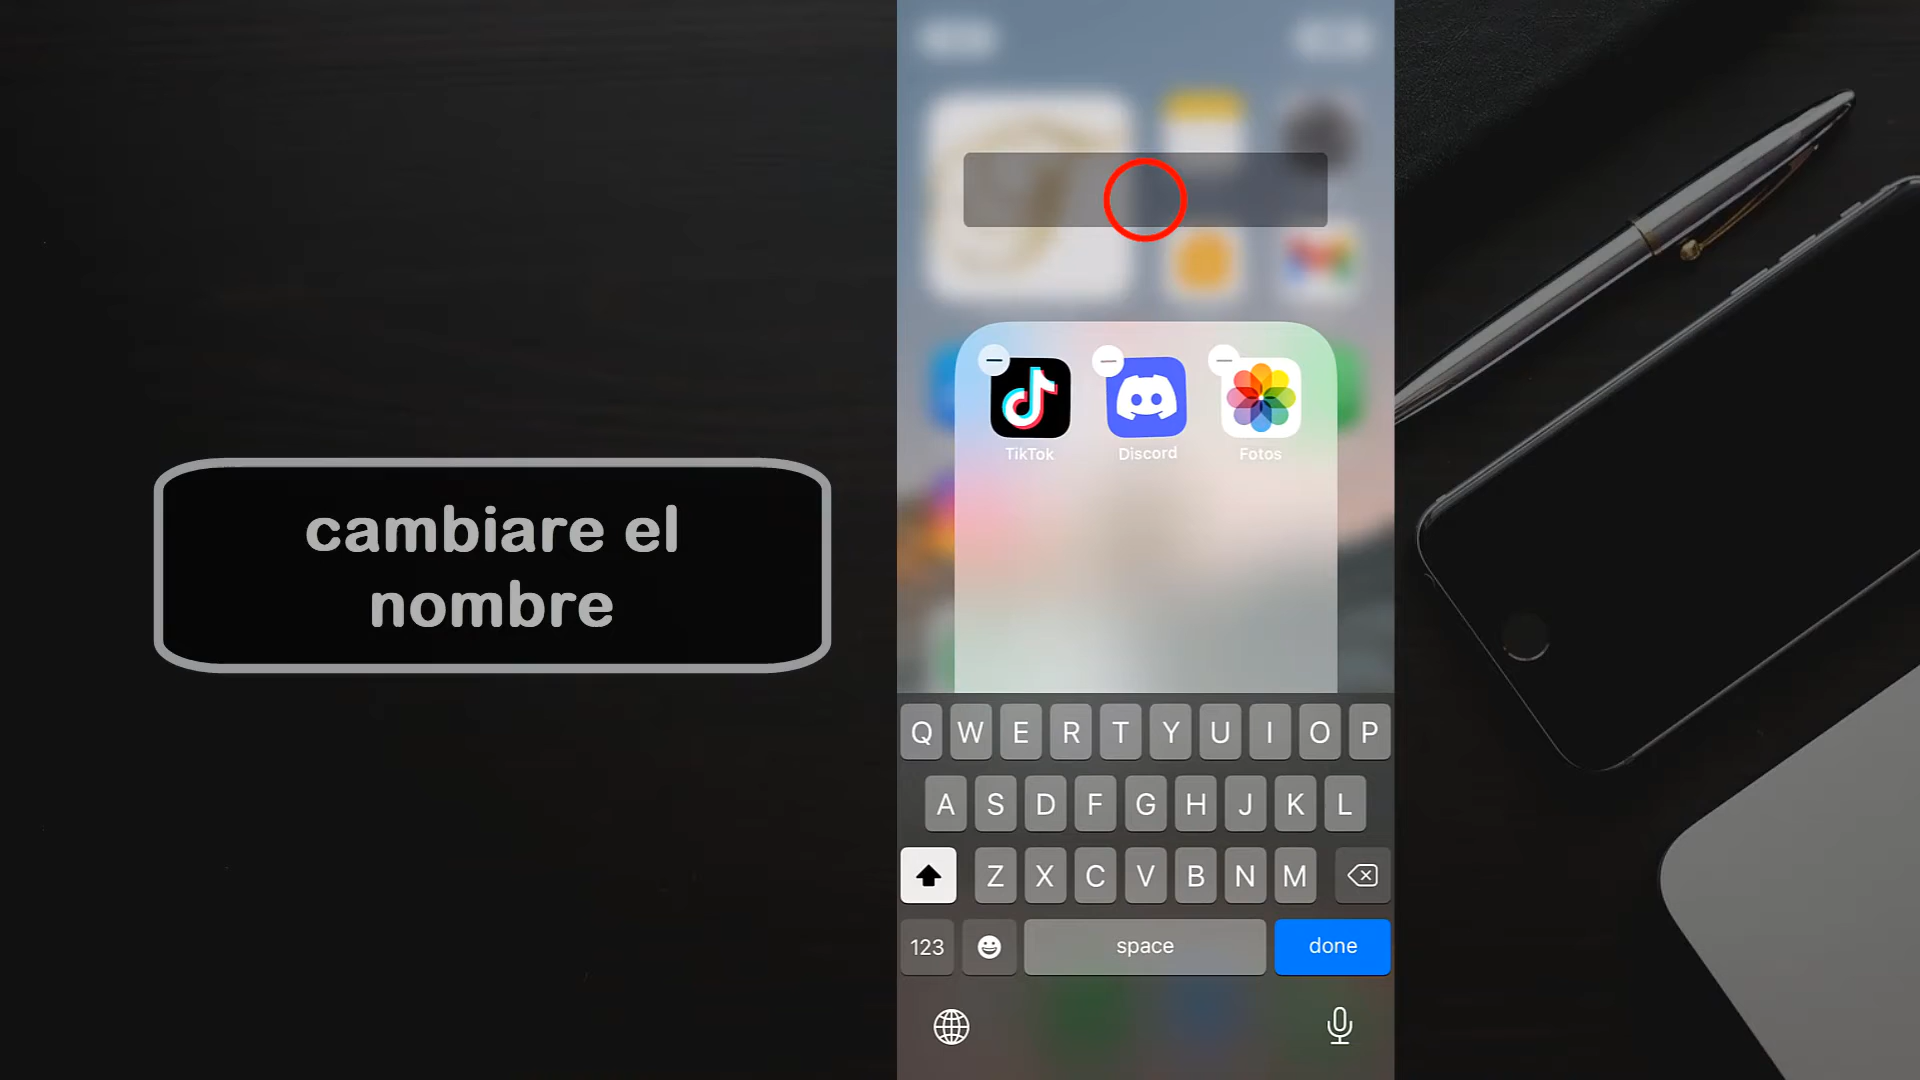 cambiare el
nombre
TikTok
Discord
Fotos
Q W E R T Y U I O P
A S D F G H J K L
Z X C V B N M
123
space
done